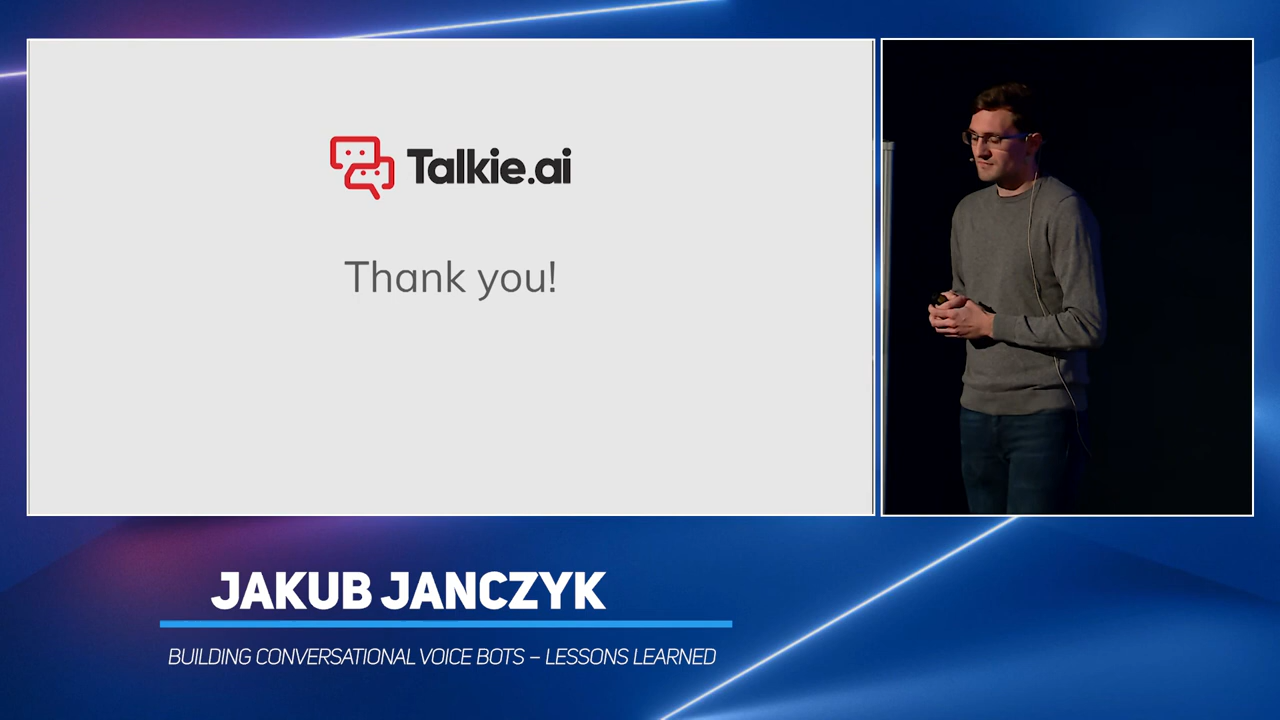 Talkie.ai
Thank you!
JAKUB JANCZYK
BUILDING CONVERSATIONAL VOICE BOTS – LESSONS LEARNED